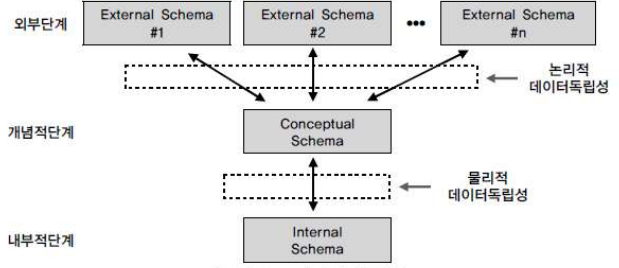 외부단계
External Schema
#1
External Schema
#2
•••
External Schema
#n
논리적
데이터독립성
개념적단계
Conceptual
Schema
물리적
데이터독립성
내부적단계
Internal
Schema